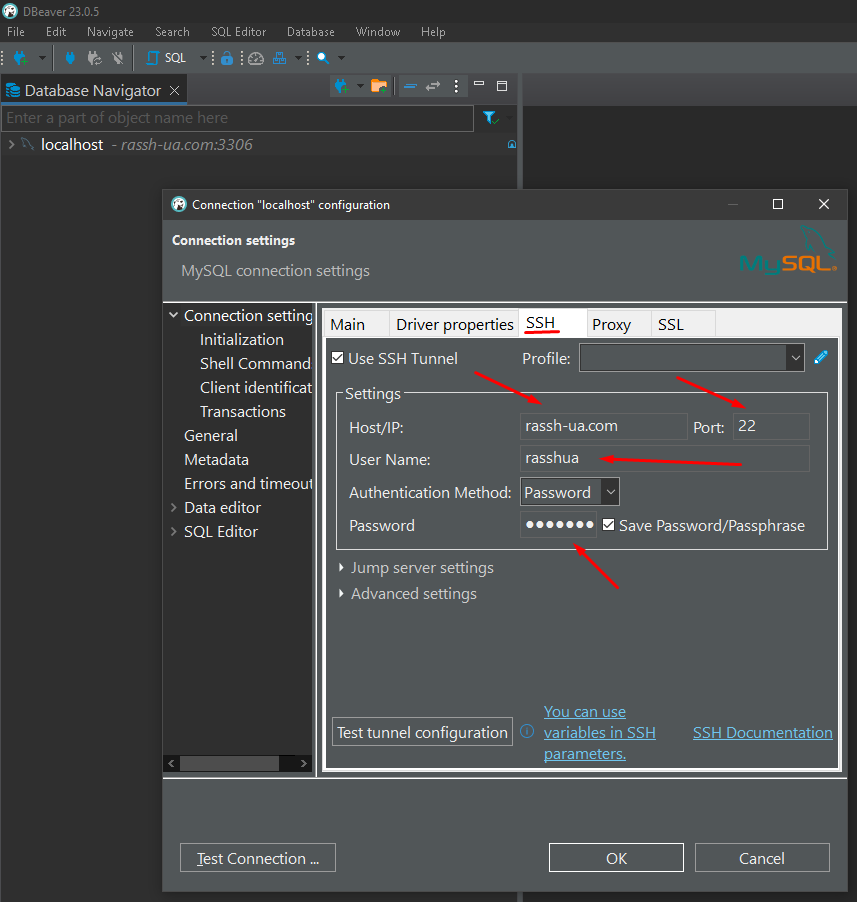 DBeaver 23.0.5
File Edit Navigate Search SQL Editor Database Window Help
SQL
Database Navigator
Enter a part of object name here
localhost - rassh-ua.com:3306
Connection "localhost" configuration
Connection settings
MySQL connection settings
MySQL
Connection setting
Initialization
Shell Command
Client identificat
Transactions
General
Metadata
Errors and timeout
Data editor
SQL Editor
Main Driver properties SSH Proxy SSL
Use SSH Tunnel Profile:
Settings
Host/IP: rassh-ua.com Port: 22
User Name: rasshua
Authentication Method: Password
Password ●●●●●●● Save Password/Passphrase
Jump server settings
Advanced settings
Test tunnel configuration
You can use
variables in SSH
parameters.
SSH Documentation
Test Connection ... OK Cancel